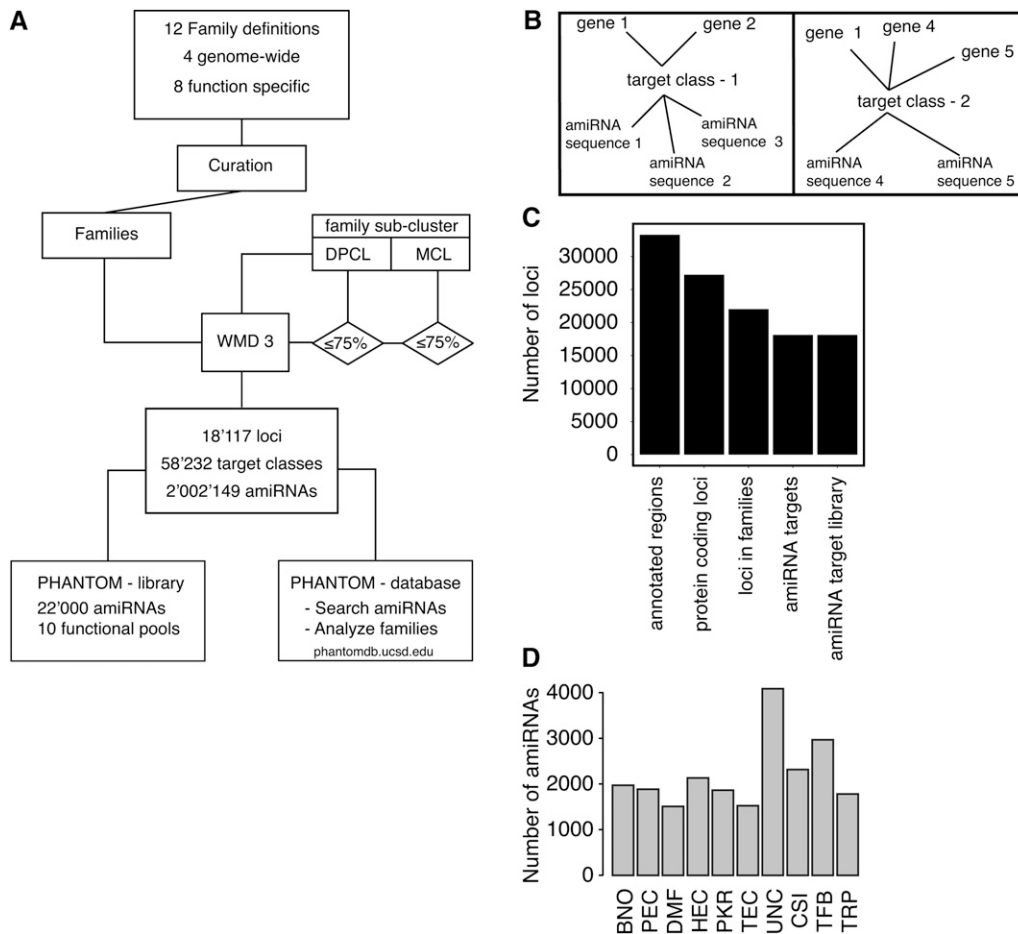 A
12 Family definitions
4 genome-wide
8 function specific
Curation
Families
family sub-cluster
DPCL
MCL
WMD 3
≤75%
≤75%
18'117 loci
58'232 target classes
2'002'149 amiRNAs
PHANTOM - library
22'000 amiRNAs
10 functional pools
PHANTOM - database
- Search amiRNAs
- Analyze families
phantomdb.ucsd.edu
B
gene 1
gene 2
target class - 1
amiRNA
sequence 1
amiRNA
sequence 2
amiRNA
sequence 3
gene 1
gene 4
gene 5
target class - 2
amiRNA
sequence 4
amiRNA
sequence 5
C
Number of loci
30000
25000
20000
15000
10000
5000
0
annotated regions
protein coding loci
loci in families
amiRNA targets
amiRNA target library
D
Number of amiRNAs
4000
3000
2000
1000
0
BNO
PEC
DMF
HEC
PKR
TEC
UNC
CSI
TFB
TRP